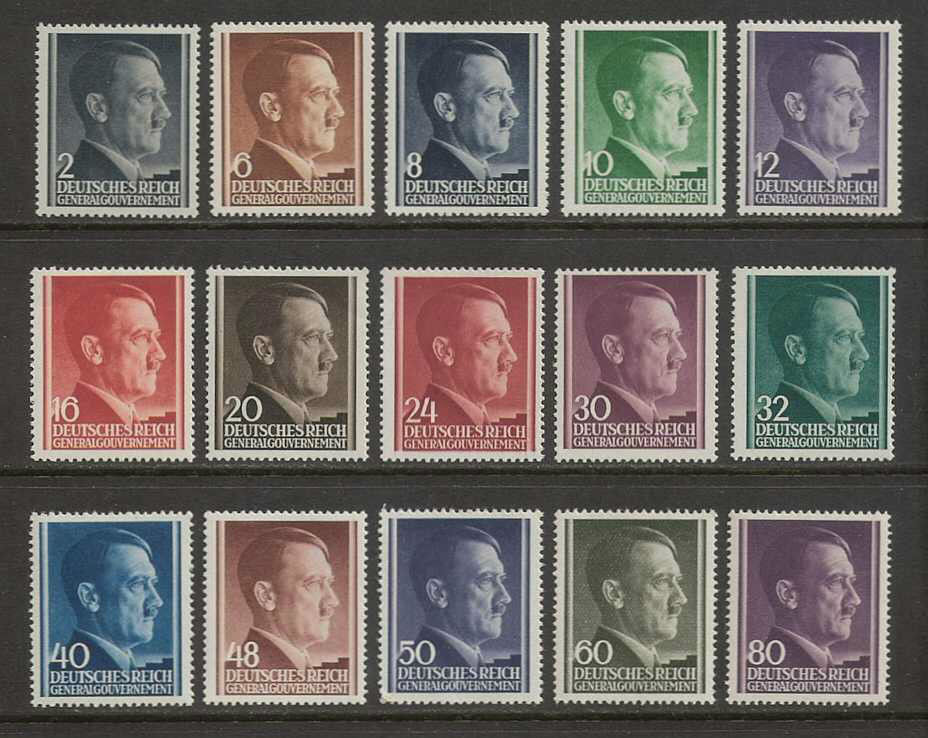 2
DEUTSCHES REICH
GENERALGOUVERNEMENT
6
DEUTSCHES REICH
GENERALGOUVERNEMENT
8
DEUTSCHES REICH
GENERALGOUVERNEMENT
10
DEUTSCHES REICH
GENERALGOUVERNEMENT
12
DEUTSCHES REICH
GENERALGOUVERNEMENT
16
DEUTSCHES REICH
GENERALGOUVERNEMENT
20
DEUTSCHES REICH
GENERALGOUVERNEMENT
24
DEUTSCHES REICH
GENERALGOUVERNEMENT
30
DEUTSCHES REICH
GENERALGOUVERNEMENT
32
DEUTSCHES REICH
GENERALGOUVERNEMENT
40
DEUTSCHES REICH
GENERALGOUVERNEMENT
48
DEUTSCHES REICH
GENERALGOUVERNEMENT
50
DEUTSCHES REICH
GENERALGOUVERNEMENT
60
DEUTSCHES REICH
GENERALGOUVERNEMENT
80
DEUTSCHES REICH
GENERALGOUVERNEMENT